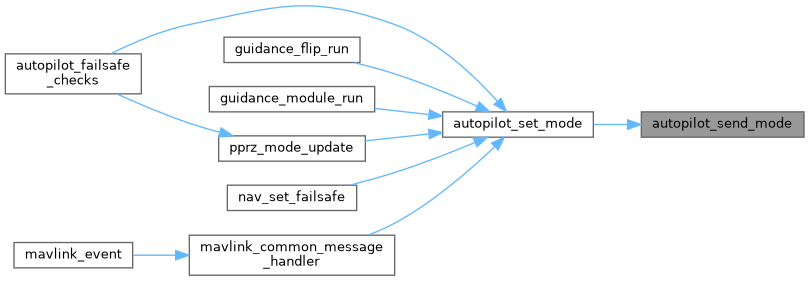 autopilot_failsafe
_checks
guidance_flip_run
guidance_module_run
pprz_mode_update
nav_set_failsafe
mavlink_event
mavlink_common_message
_handler
autopilot_set_mode
autopilot_send_mode